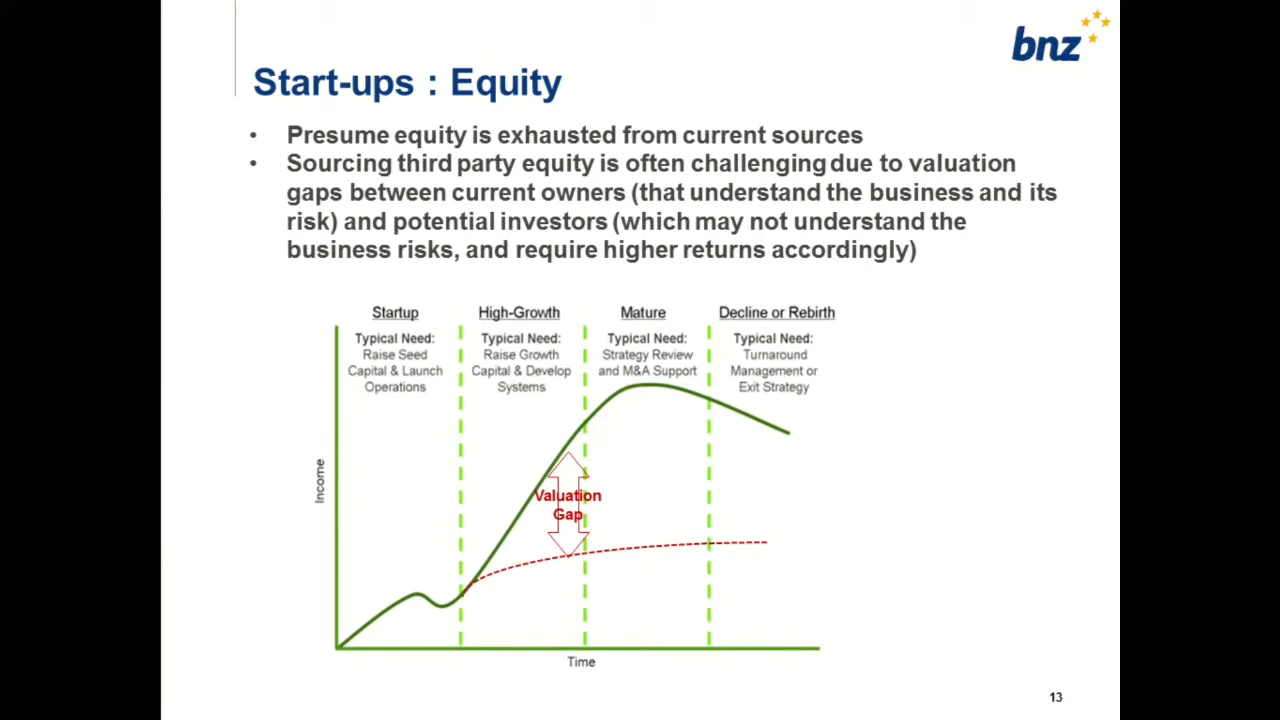 bnz
Start-ups : Equity
• Presume equity is exhausted from current sources
• Sourcing third party equity is often challenging due to valuation
gaps between current owners (that understand the business and its
risk) and potential investors (which may not understand the
business risks, and require higher returns accordingly)
Startup
Typical Need:
Raise Seed
Capital & Launch
Operations
High-Growth
Typical Need:
Raise Growth
Capital & Develop
Systems
Mature
Typical Need:
Strategy Review
and M&A Support
Decline or Rebirth
Typical Need:
Turnaround
Management or
Exit Strategy
Income
Valuation
Gap
Time
13